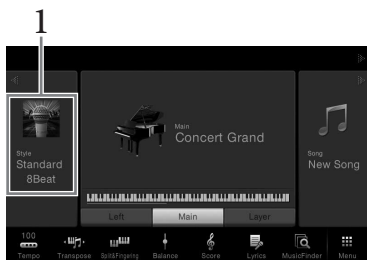 1
Style
Standard
8Beat
Main
Concert Grand
Song
New Song
Left Main Layer
100
Tempo Transpose Split&Fingering Balance Score Lyrics MusicFinder Menu